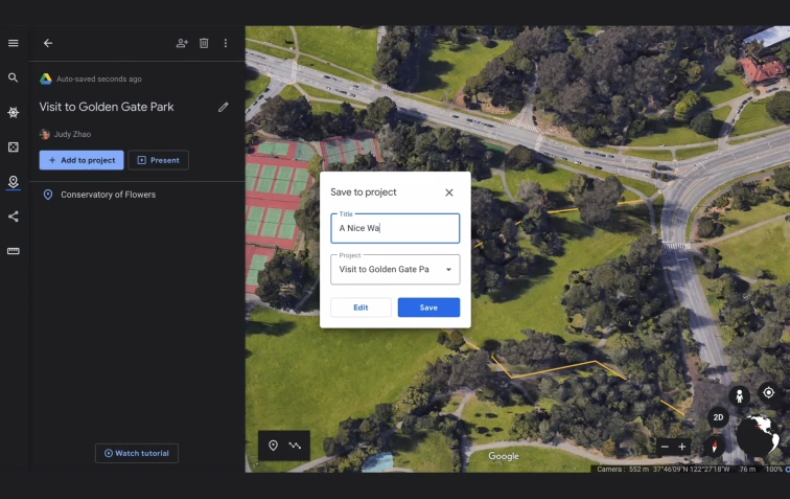 Auto-saved seconds ago
Visit to Golden Gate Park
Judy Zhao
+ Add to project
Present
Conservatory of Flowers
Watch tutorial
Save to project
Title
A Nice Wa
Project
Visit to Golden Gate Pa
Edit
Save
2D
Google
Camera: 552 m 37°46'09"N 122°27'18"W 76 m 100%